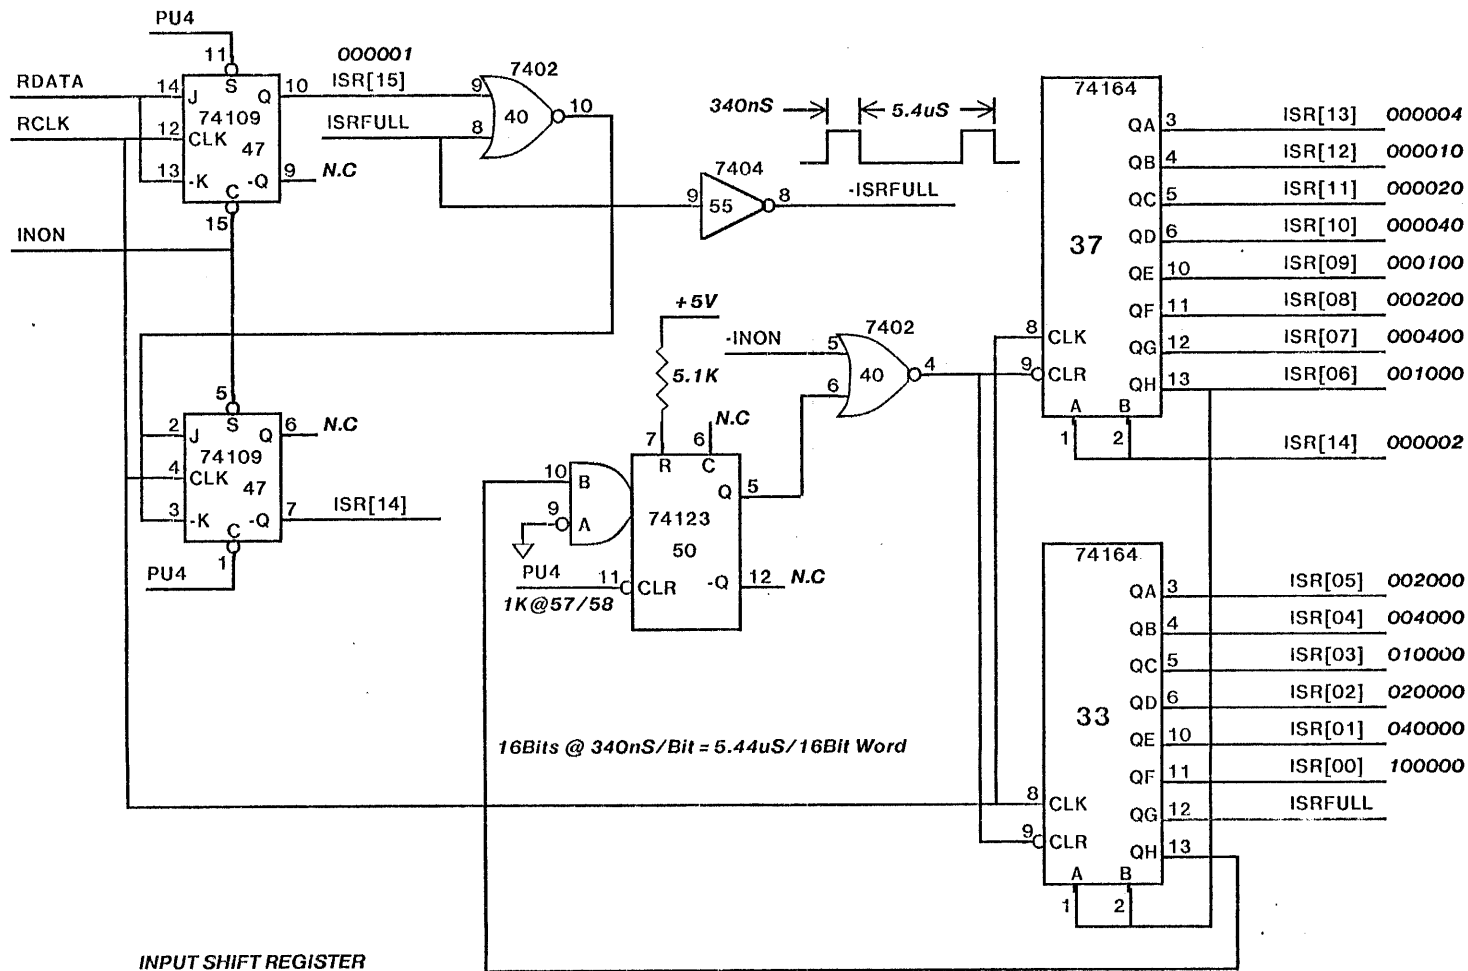 PU4
11
RDATA
14
J
S
Q
10
000001
ISR[15]
RCLK
12
CLK
74109
47
13
-K
C
-Q
9
N.C
15
INON
ISRFULL
9
8
7402
40
10
340nS
5.4uS
7404
9
55
8
-ISRFULL
5
2
J
S
Q
6
N.C
74109
4
CLK
47
3
-K
C
-Q
7
ISR[14]
1
PU4
+5V
5.1K
7
R
6
C
N.C
10
B
9
A
Q
5
74123
50
PU4
11
CLR
-Q
12
N.C
1K@57/58
-INON
5
6
7402
40
4
74164
37
QA 3 ISR[13] 000004
QB 4 ISR[12] 000010
QC 5 ISR[11] 000020
QD 6 ISR[10] 000040
QE 10 ISR[09] 000100
QF 11 ISR[08] 000200
8 CLK
QG 12 ISR[07] 000400
9 CLR
QH 13 ISR[06] 001000
A B
1 2
ISR[14] 000002
74164
33
QA 3 ISR[05] 002000
QB 4 ISR[04] 004000
QC 5 ISR[03] 010000
QD 6 ISR[02] 020000
QE 10 ISR[01] 040000
QF 11 ISR[00] 100000
8 CLK
QG 12 ISRFULL
9 CLR
QH 13
A B
1 2
16Bits @ 340nS/Bit = 5.44uS/16Bit Word
INPUT SHIFT REGISTER